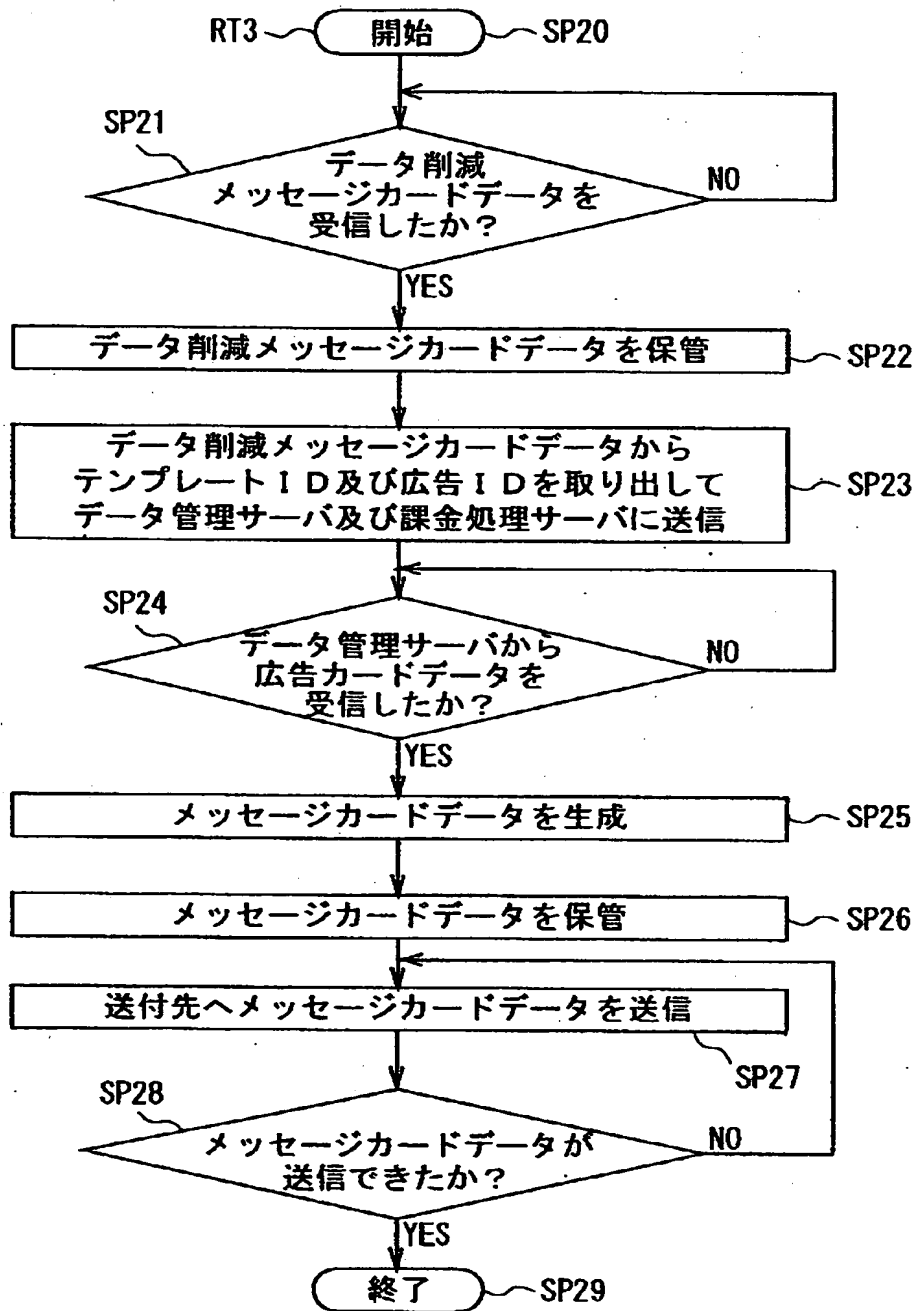 RT3
開始
SP20
SP21
データ削減
メッセージカードデータを
受信したか？
NO
YES
データ削減メッセージカードデータを保管
SP22
データ削減メッセージカードデータから
テンプレートＩＤ及び広告ＩＤを取り出して
データ管理サーバ及び課金処理サーバに送信
SP23
SP24
データ管理サーバから
広告カードデータを
受信したか？
NO
YES
メッセージカードデータを生成
SP25
メッセージカードデータを保管
SP26
送付先へメッセージカードデータを送信
SP27
SP28
メッセージカードデータが
送信できたか？
NO
YES
終了
SP29